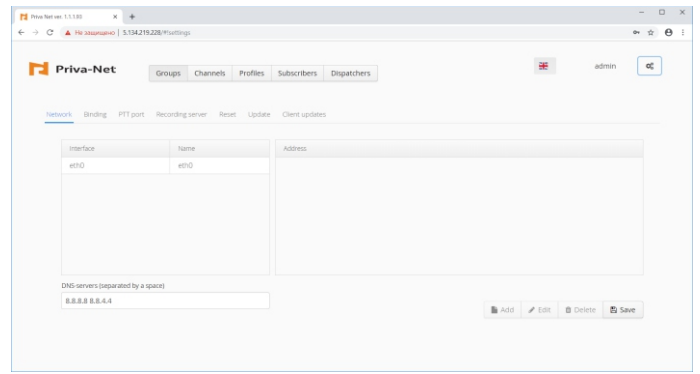 Priva Net ver. 1.1.130
Не защищено | 5.134.219.228/#!settings
Priva-Net Groups Channels Profiles Subscribers Dispatchers admin
Network Binding PTT port Recording server Reset Update Client updates
Interface Name Address
eth0 eth0
DNS-servers (separated by a space)
8.8.8.8 8.8.4.4
Add Edit Delete Save